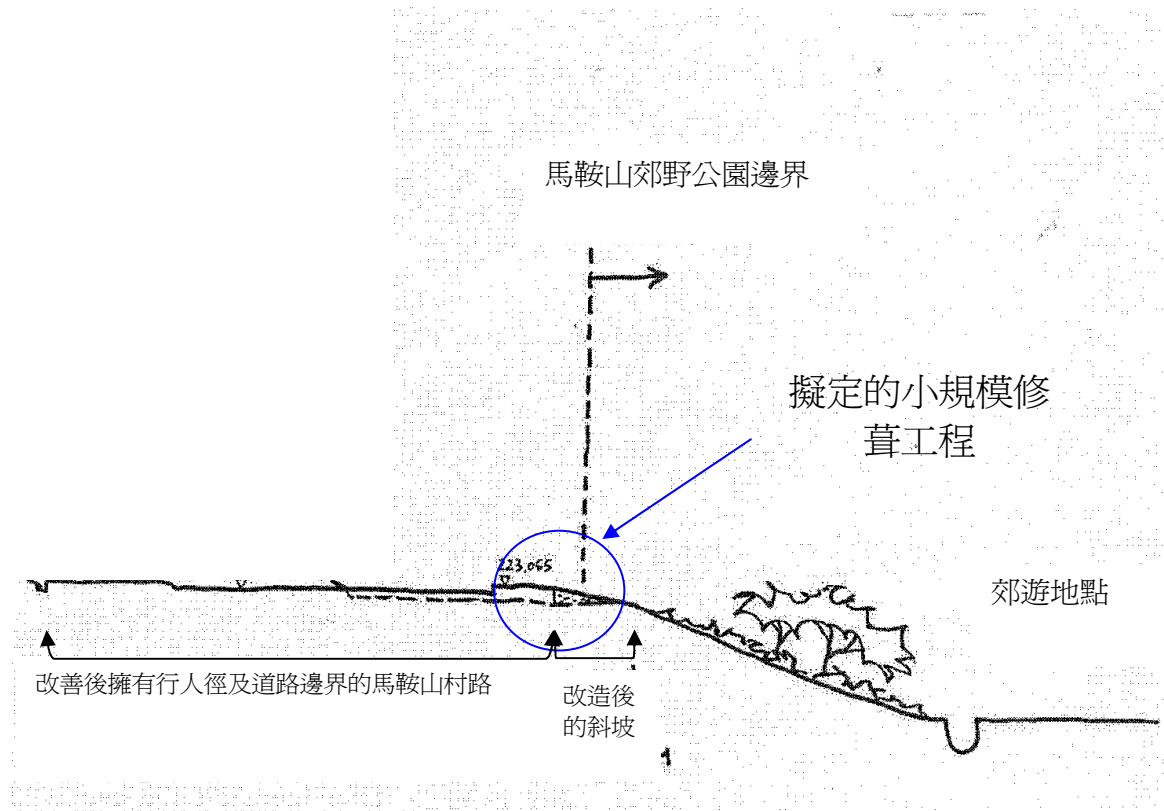 馬鞍山郊野公園邊界
擬定的小規模修
葺工程
223,065
郊遊地點
改善後擁有行人徑及道路邊界的馬鞍山村路
改造後
的斜坡
1